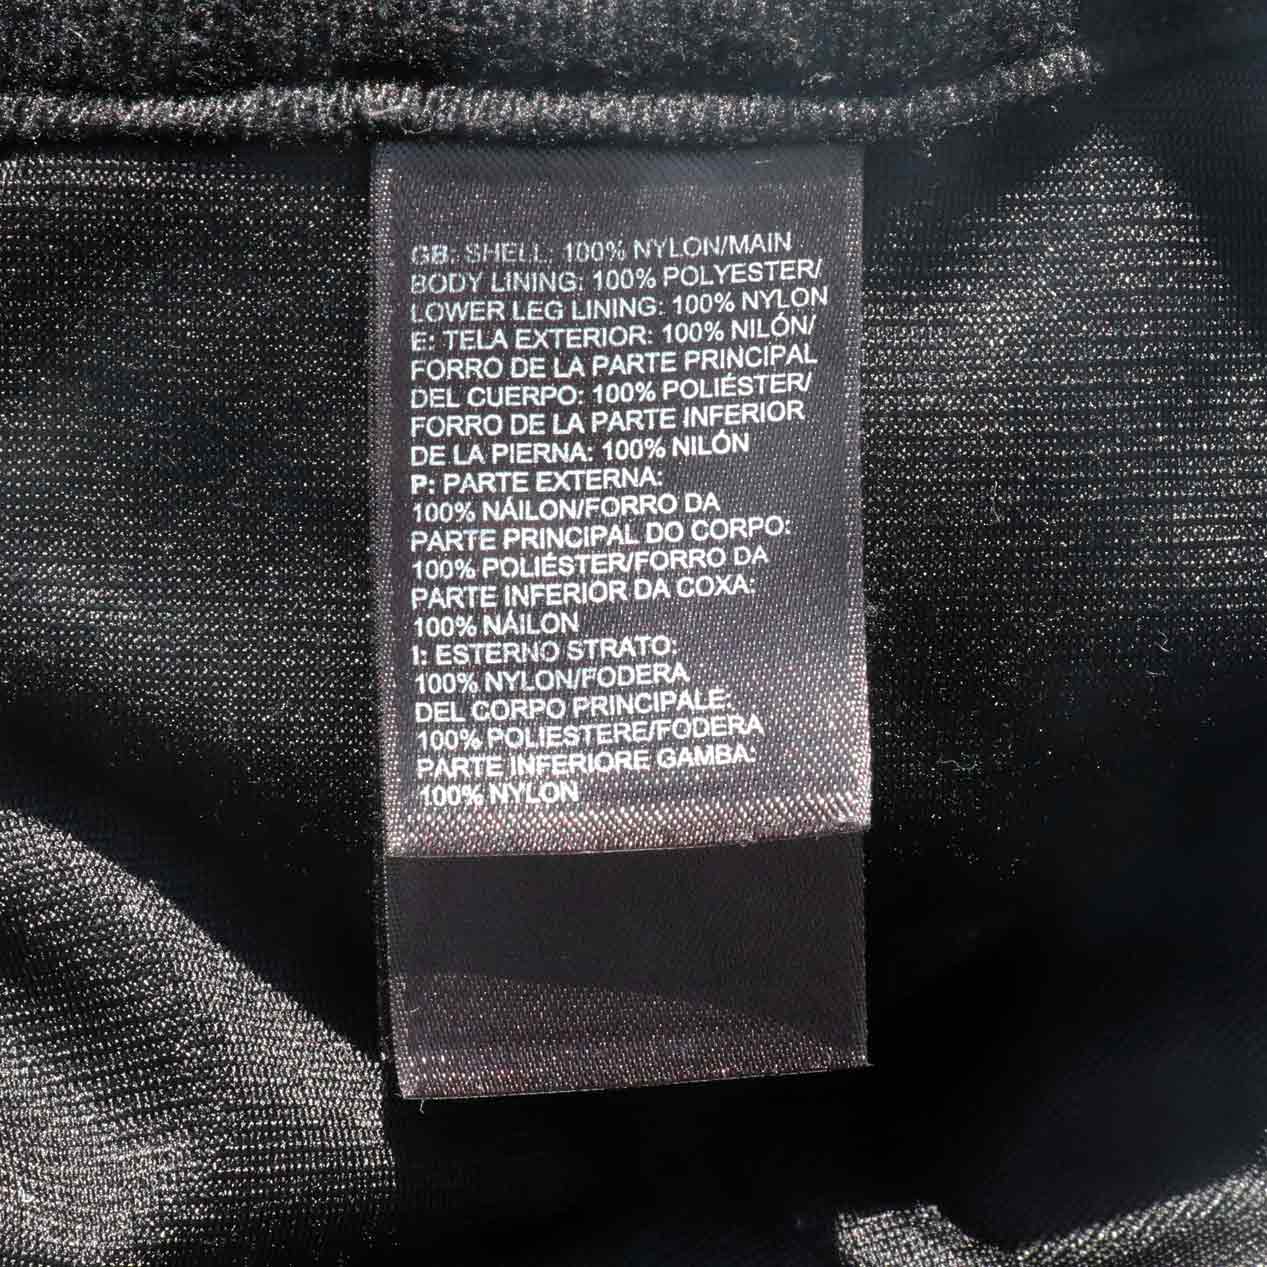 GB: SHELL: 100% NYLON/MAIN
BODY LINING: 100% POLYESTER/
LOWER LEG LINING: 100% NYLON
E: TELA EXTERIOR: 100% NILÓN/
FORRO DE LA PARTE PRINCIPAL
DEL CUERPO: 100% POLIÉSTER/
FORRO DE LA PARTE INFERIOR
DE LA PIERNA: 100% NILÓN
P: PARTE EXTERNA:
100% NÁILON/FORRO DA
PARTE PRINCIPAL DO CORPO:
100% POLIÉSTER/FORRO DA
PARTE INFERIOR DA COXA:
100% NÁILON
I: ESTERNO STRATO:
100% NYLON/FODERA
DEL CORPO PRINCIPALE:
100% POLIESTERE/FODERA
PARTE INFERIORE GAMBA:
100% NYLON